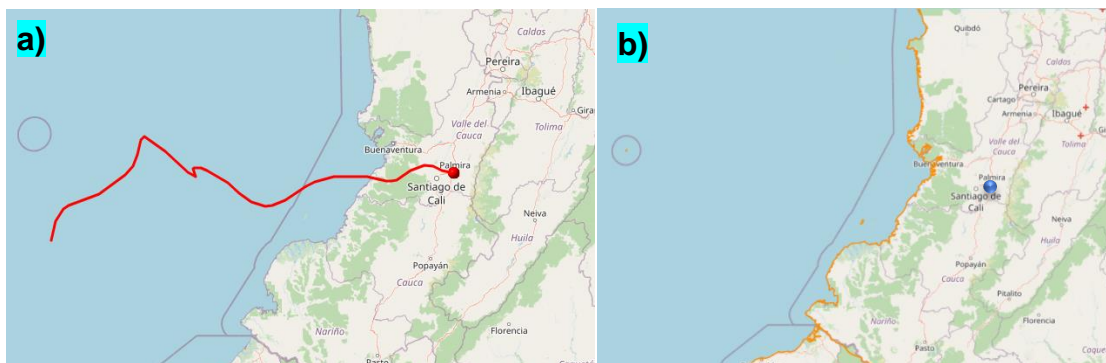 a)
Caldas
Pereira
Armenia
Ibagué
Gira
Valle del
Cauca
Tolima
Buenaventura
Palmira
Santiago de
Cali
Neiva
Huila
Popayán
Cauca
Nariño
Florencia
Pasto
b)
Quibdó
Caldas
Cartago
Pereira
Armenia
Ibagué
Buenaventura
Valle del
Cauca
Tolima
Palmira
Santiago de
Cali
Neiva
Huila
Popayán
Cauca
Pitalito
Nariño
Florencia
Pasto
Caque